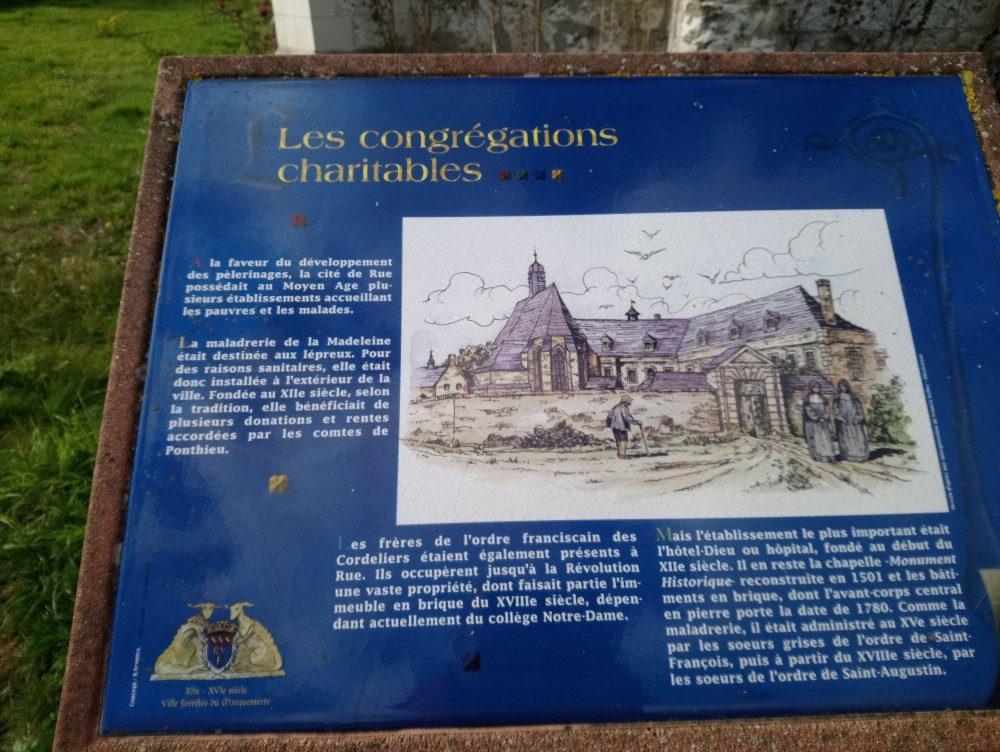 Les congrégations
charitables
A la faveur du développement
des pèlerinages, la cité de Rue
possédait au Moyen Age plu-
sieurs établissements accueillant
les pauvres et les malades.
La maladrerie de la Madeleine
était destinée aux lépreux. Pour
des raisons sanitaires, elle était
donc installée à l'extérieur de la
ville. Fondée au XIIe siècle, selon
la tradition, elle bénéficiait de
plusieurs donations et rentes
accordées par les comtes de
Ponthieu.
Les frères de l'ordre franciscain des
Cordeliers étaient également présents à
Rue. Ils occupèrent jusqu'à la Révolution
une vaste propriété, dont faisait partie l'im-
meuble en brique du XVIIIe siècle, dépen-
dant actuellement du collège Notre-Dame.
Mais l'établissement le plus important était
l'hôtel-Dieu ou hôpital, fondé au début du
XIIe siècle. Il en reste la chapelle -Monument
Historique- reconstruite en 1501 et les bâti-
ments en brique, dont l'avant-corps central
en pierre porte la date de 1780. Comme la
maladrerie, il était administré au XVe siècle
par les soeurs grises de l'ordre de Saint-
François, puis à partir du XVIIIe siècle, par
les soeurs de l'ordre de Saint-Augustin.
XIIe - XVIe siècle
Ville fortifiée du Marquenterre